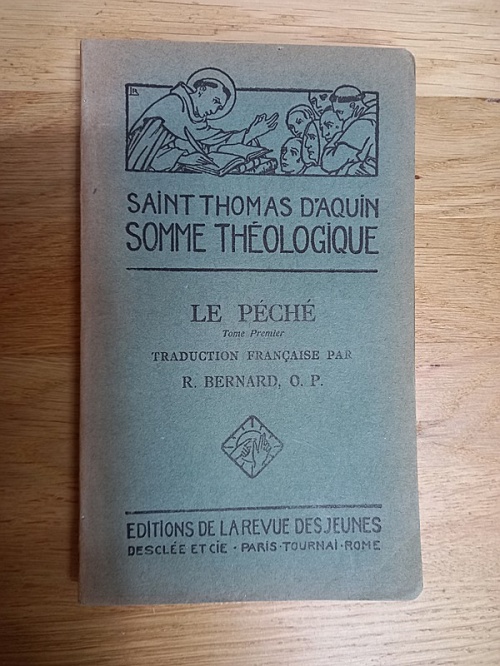 SAINT THOMAS D'AQUIN
SOMME THÉOLOGIQUE
LE PÉCHÉ
Tome Premier
TRADUCTION FRANÇAISE PAR
R. BERNARD, O. P.
EDITIONS DE LA REVUE DES JEUNES
DESCLÉE ET CIE · PARIS · TOURNAI · ROME